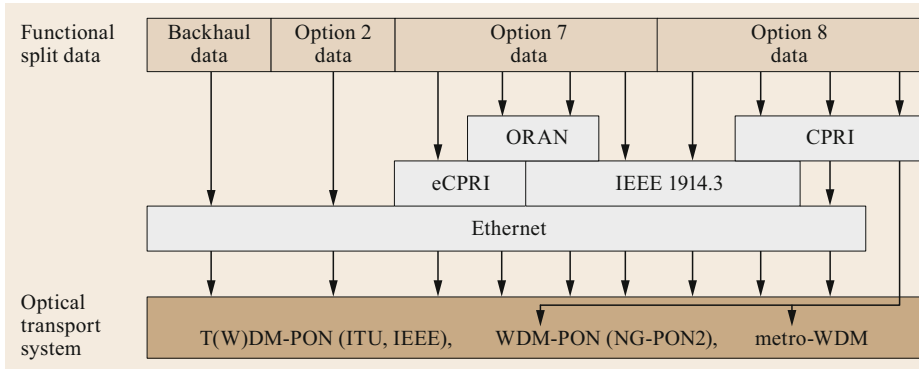 Functional
split data
Backhaul
data
Option 2
data
Option 7
data
Option 8
data
ORAN
CPRI
eCPRI
IEEE 1914.3
Ethernet
Optical
transport
system
T(W)DM-PON (ITU, IEEE), WDM-PON (NG-PON2), metro-WDM